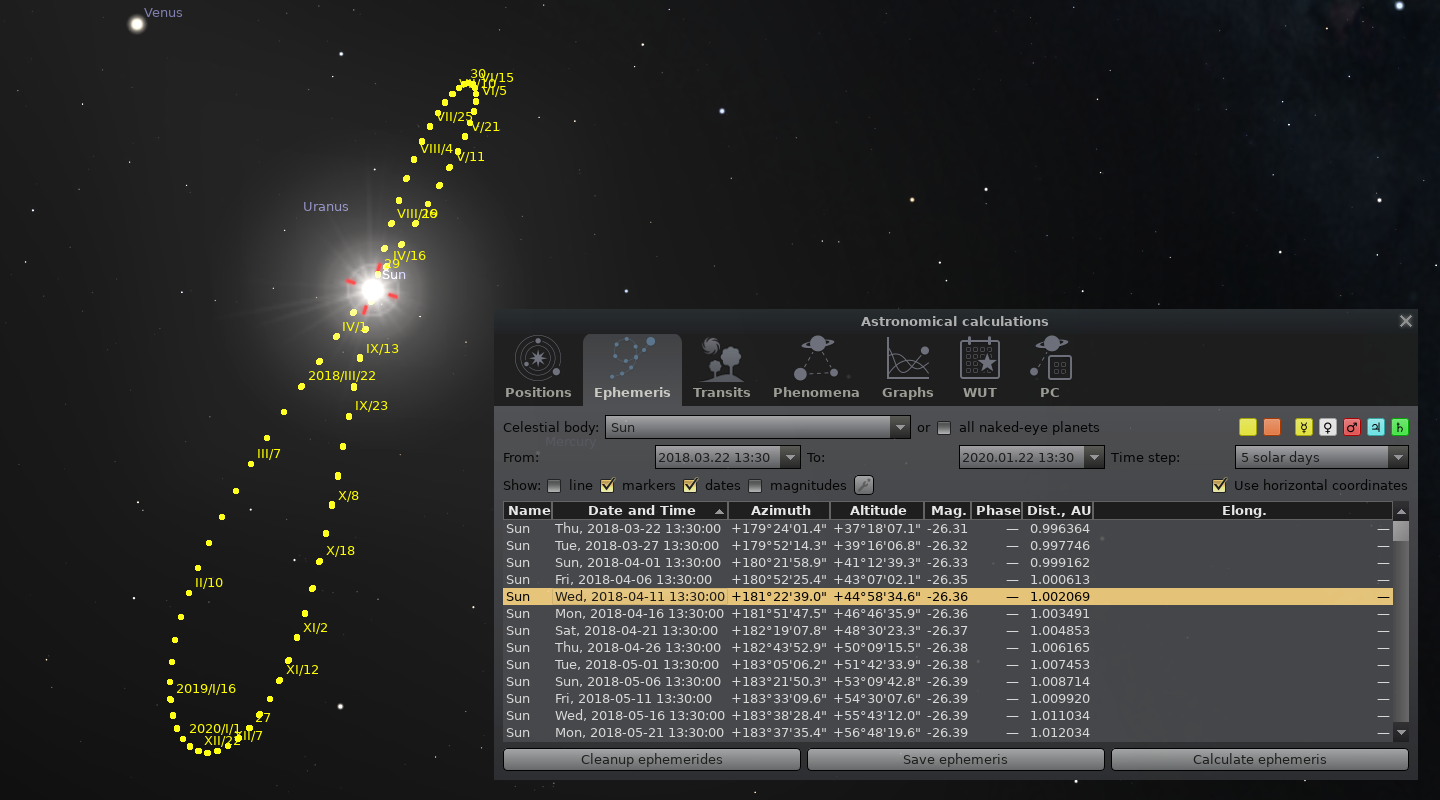 Venus
30
VI/15
VI/5
VII/25
V/21
VIII/4
V/11
Uranus
IV/16
29
Sun
IX/13
2018/III/22
IX/23
III/7
X/8
X/18
II/10
XI/2
XI/12
2019/I/16
27
2020/I/1
XII/7
XII/22
Astronomical calculations
Positions Ephemeris Transits Phenomena Graphs WUT PC
Celestial body: Sun or all naked-eye planets ☿ ♀ ♂ ♃ ♄
Mercury
From: 2018.03.22 13:30 To: 2020.01.22 13:30 Time step: 5 solar days
Show: line markers dates magnitudes Use horizontal coordinates
Name Date and Time Azimuth Altitude Mag. Phase Dist., AU Elong.
Sun Thu, 2018-03-22 13:30:00 +179°24'01.4" +37°18'07.1" -26.31 — 0.996364 —
Sun Tue, 2018-03-27 13:30:00 +179°52'14.3" +39°16'06.8" -26.32 — 0.997746 —
Sun Sun, 2018-04-01 13:30:00 +180°21'58.9" +41°12'39.3" -26.33 — 0.999162 —
Sun Fri, 2018-04-06 13:30:00 +180°52'25.4" +43°07'02.1" -26.35 — 1.000613 —
Sun Wed, 2018-04-11 13:30:00 +181°22'39.0" +44°58'34.6" -26.36 — 1.002069 —
Sun Mon, 2018-04-16 13:30:00 +181°51'47.5" +46°46'35.9" -26.36 — 1.003491 —
Sun Sat, 2018-04-21 13:30:00 +182°19'07.8" +48°30'23.3" -26.37 — 1.004853 —
Sun Thu, 2018-04-26 13:30:00 +182°43'52.9" +50°09'15.5" -26.38 — 1.006165 —
Sun Tue, 2018-05-01 13:30:00 +183°05'06.2" +51°42'33.9" -26.38 — 1.007453 —
Sun Sun, 2018-05-06 13:30:00 +183°21'50.3" +53°09'42.8" -26.39 — 1.008714 —
Sun Fri, 2018-05-11 13:30:00 +183°33'09.6" +54°30'07.6" -26.39 — 1.009920 —
Sun Wed, 2018-05-16 13:30:00 +183°38'28.4" +55°43'12.0" -26.39 — 1.011034 —
Sun Mon, 2018-05-21 13:30:00 +183°37'35.4" +56°48'19.6" -26.39 — 1.012034 —
Cleanup ephemerides Save ephemeris Calculate ephemeris